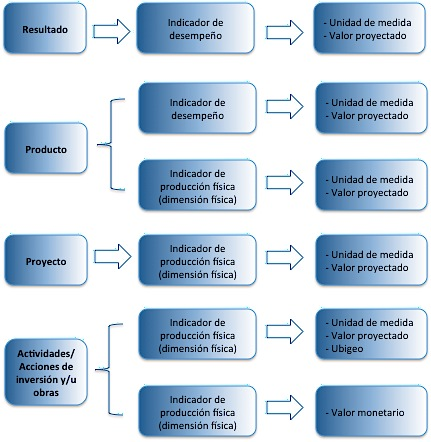 Resultado
Indicador de
desempeño
- Unidad de medida
- Valor proyectado
Producto
Indicador de
desempeño
- Unidad de medida
- Valor proyectado
Indicador de
producción física
(dimensión física)
- Unidad de medida
- Valor proyectado
Proyecto
Indicador de
producción física
(dimensión física)
- Unidad de medida
- Valor proyectado
Actividades/
Acciones de
inversión y/u
obras
Indicador de
producción física
(dimensión física)
- Unidad de medida
- Valor proyectado
- Ubigeo
Indicador de
producción física
(dimensión física)
- Valor monetario